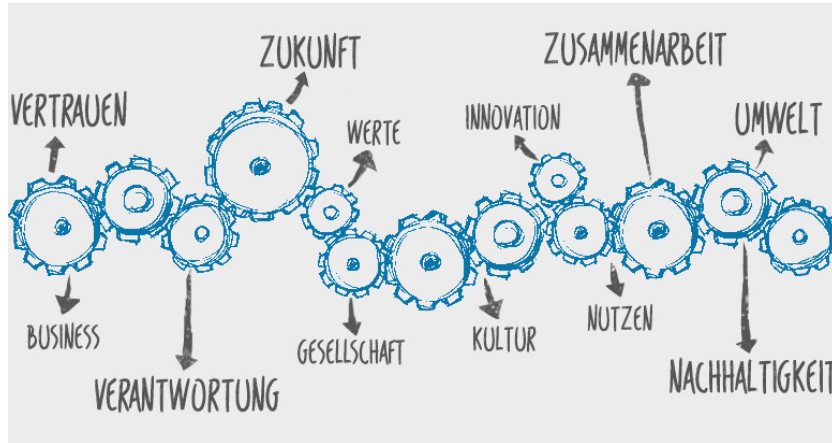 ZUKUNFT
ZUSAMMENARBEIT
VERTRAUEN
WERTE
INNOVATION
UMWELT
BUSINESS
GESELLSCHAFT
KULTUR
NUTZEN
VERANTWORTUNG
NACHHALTIGKEIT